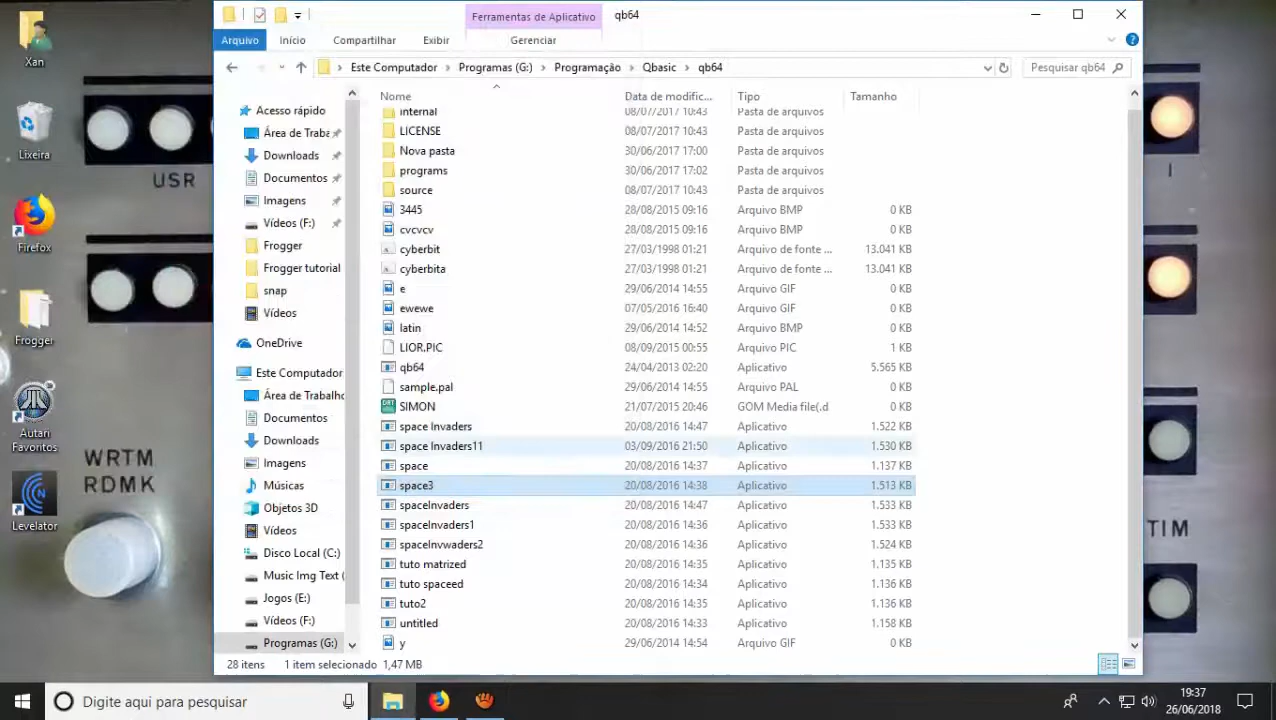 Ferramentas de Aplicativo qb64
Arquivo Início Compartilhar Exibir Gerenciar
Este Computador Programas (G:) Programação Qbasic qb64 Pesquisar qb64
Nome Data de modific... Tipo Tamanho
internal 08/07/2017 10:43 Pasta de arquivos
LICENSE 08/07/2017 10:43 Pasta de arquivos
Nova pasta 30/06/2017 17:00 Pasta de arquivos
programs 30/06/2017 17:02 Pasta de arquivos
source 08/07/2017 10:43 Pasta de arquivos
3445 28/08/2015 09:16 Arquivo BMP 0 KB
cvcvcv 28/08/2015 09:16 Arquivo BMP 0 KB
cyberbit 27/03/1998 01:21 Arquivo de fonte ... 13.041 KB
cyberbita 27/03/1998 01:21 Arquivo de fonte ... 13.041 KB
e 29/06/2014 14:55 Arquivo GIF 0 KB
ewewe 07/05/2016 16:40 Arquivo GIF 0 KB
latin 29/06/2014 14:52 Arquivo BMP 0 KB
LIOR.PIC 08/09/2015 00:55 Arquivo PIC 1 KB
qb64 24/04/2013 02:20 Aplicativo 5.565 KB
sample.pal 29/06/2014 14:55 Arquivo PAL 0 KB
SIMON 21/07/2015 20:46 GOM Media file(.d 0 KB
space Invaders 20/08/2016 14:47 Aplicativo 1.522 KB
space Invaders11 03/09/2016 21:50 Aplicativo 1.530 KB
space 20/08/2016 14:37 Aplicativo 1.137 KB
space3 20/08/2016 14:38 Aplicativo 1.513 KB
spaceInvaders 20/08/2016 14:47 Aplicativo 1.533 KB
spaceInvaders1 20/08/2016 14:36 Aplicativo 1.533 KB
spaceInvwaders2 20/08/2016 14:36 Aplicativo 1.524 KB
tuto matrized 20/08/2016 14:35 Aplicativo 1.135 KB
tuto spaceed 20/08/2016 14:34 Aplicativo 1.136 KB
tuto2 20/08/2016 14:35 Aplicativo 1.136 KB
untitled 20/08/2016 14:33 Aplicativo 1.158 KB
y 29/06/2014 14:54 Arquivo GIF 0 KB
Acesso rápido
Área de Traba
Downloads
Documentos
Imagens
Vídeos (F:)
Frogger
Frogger tutorial
snap
Vídeos
OneDrive
Este Computador
Área de Trabalho
Documentos
Downloads
Imagens
Músicas
Objetos 3D
Vídeos
Disco Local (C:)
Music Img Text (
Jogos (E:)
Vídeos (F:)
Programas (G:)
28 itens 1 item selecionado 1,47 MB
Xan
Lixeira
Firefox
Frogger
Autari
Favoritos
Levelator
USR
WRTM
RDMK
I
TIM
Digite aqui para pesquisar
19:37
26/06/2018